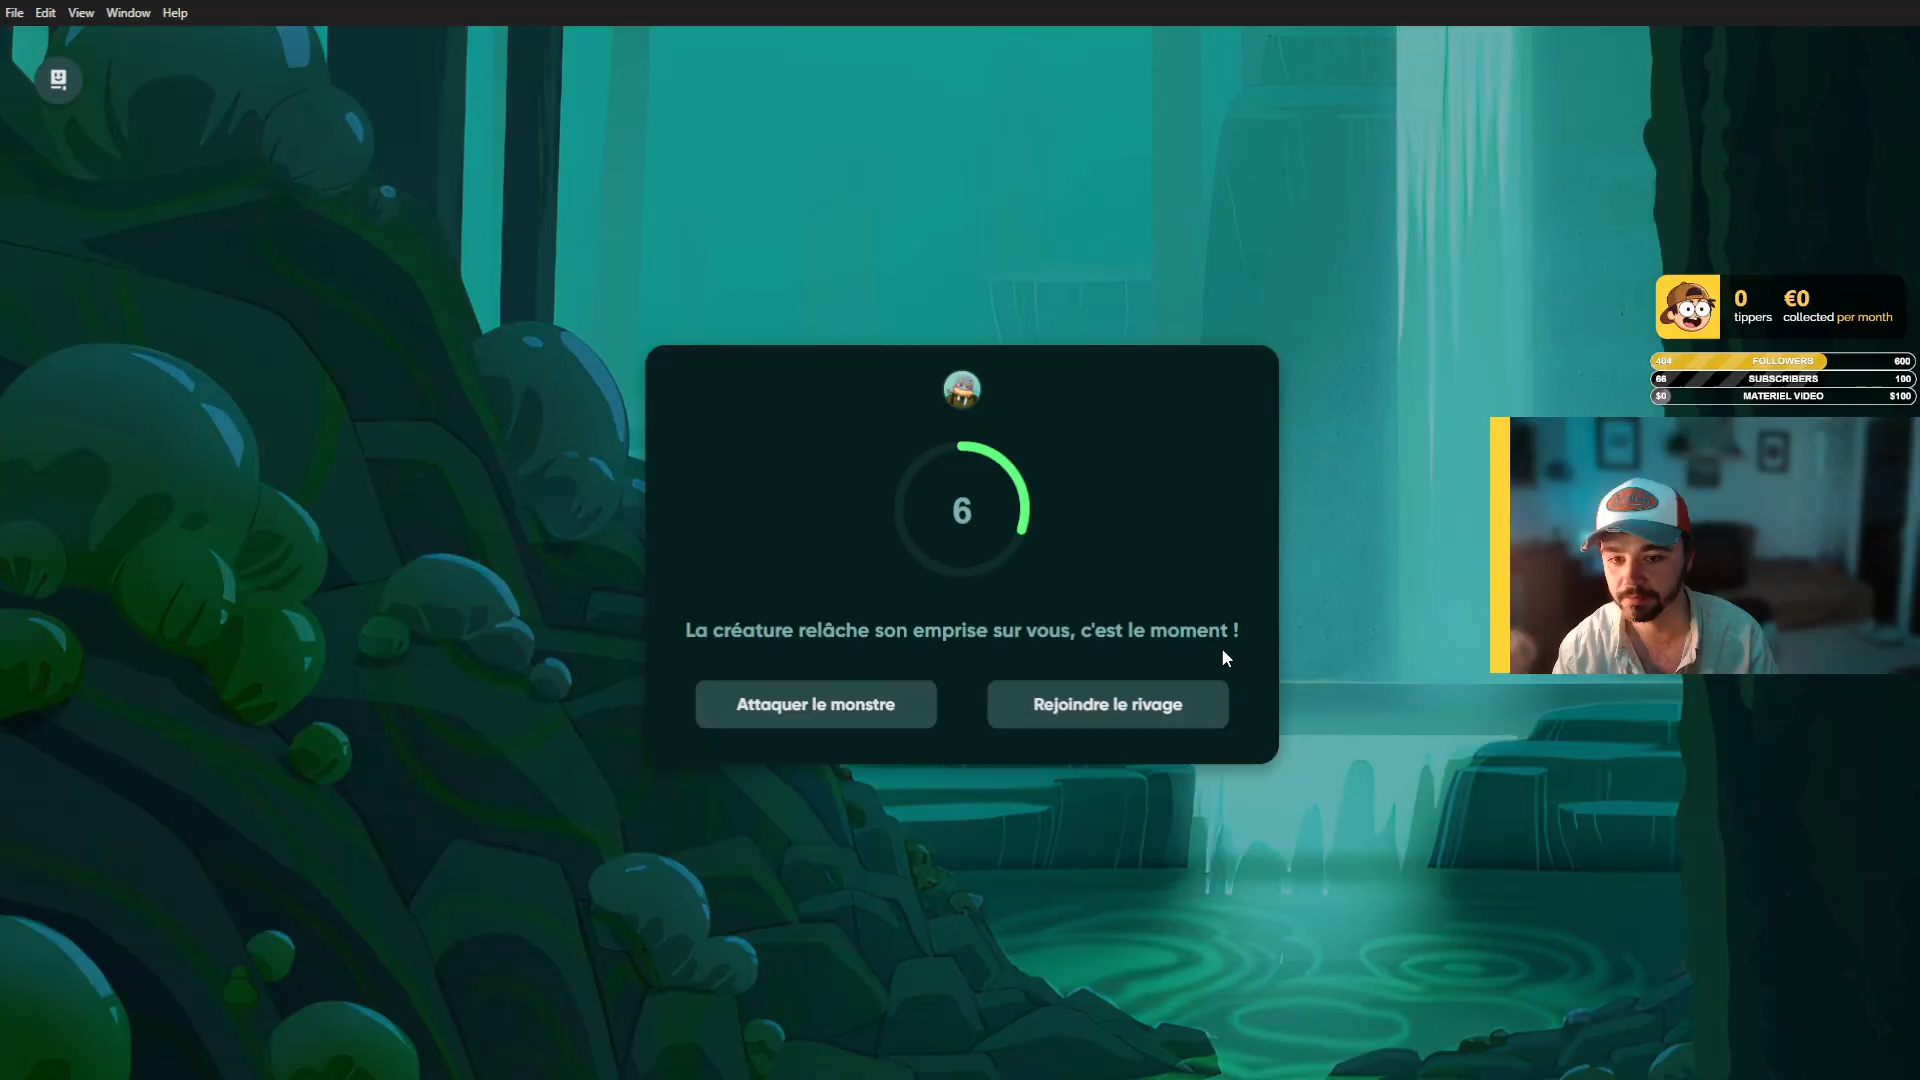 File Edit View Window Help
0 €0
tippers collected per month
404 FOLLOWERS 600
66 SUBSCRIBERS 100
$0 MATERIEL VIDEO $100
6
La créature relâche son emprise sur vous, c'est le moment !
Attaquer le monstre Rejoindre le rivage